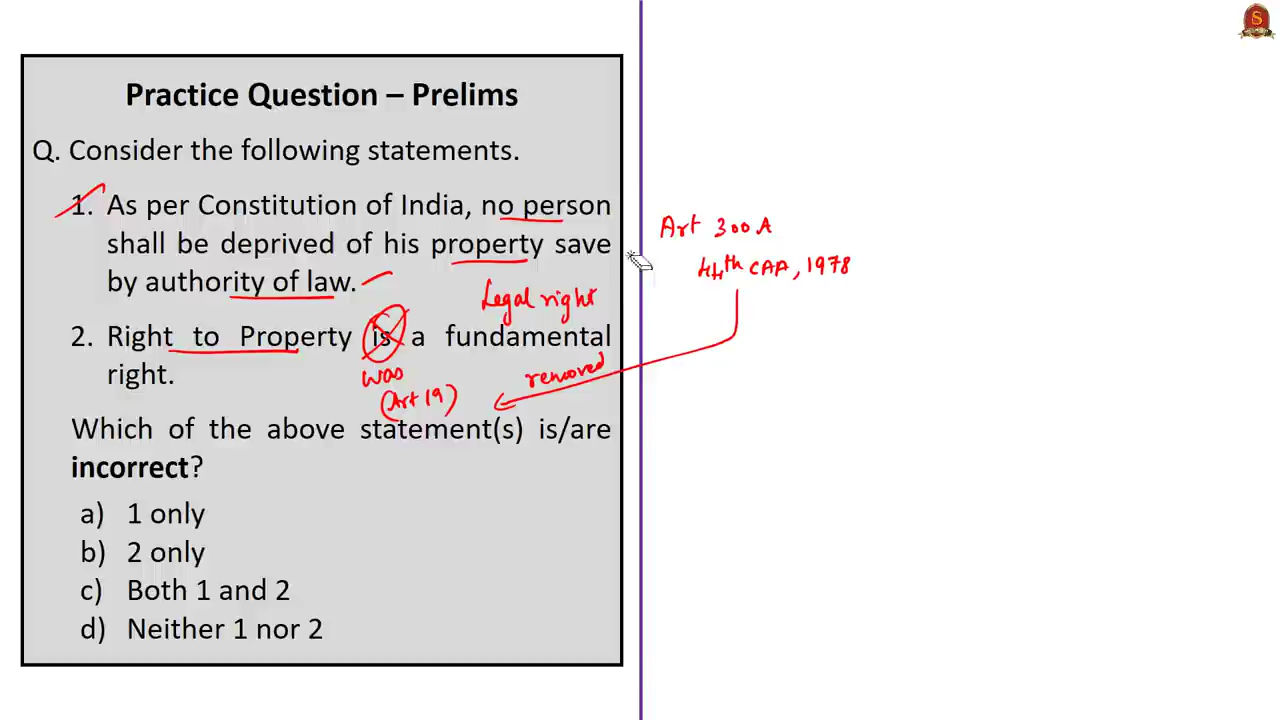 Practice Question – Prelims
Q. Consider the following statements.
1. As per Constitution of India, no person
shall be deprived of his property save
by authority of law.
Legal right
2. Right to Property is a fundamental
right.
was
(Art 19)
removed
Which of the above statement(s) is/are
incorrect?
a) 1 only
b) 2 only
c) Both 1 and 2
d) Neither 1 nor 2
Art 300A
44th CAA, 1978
S